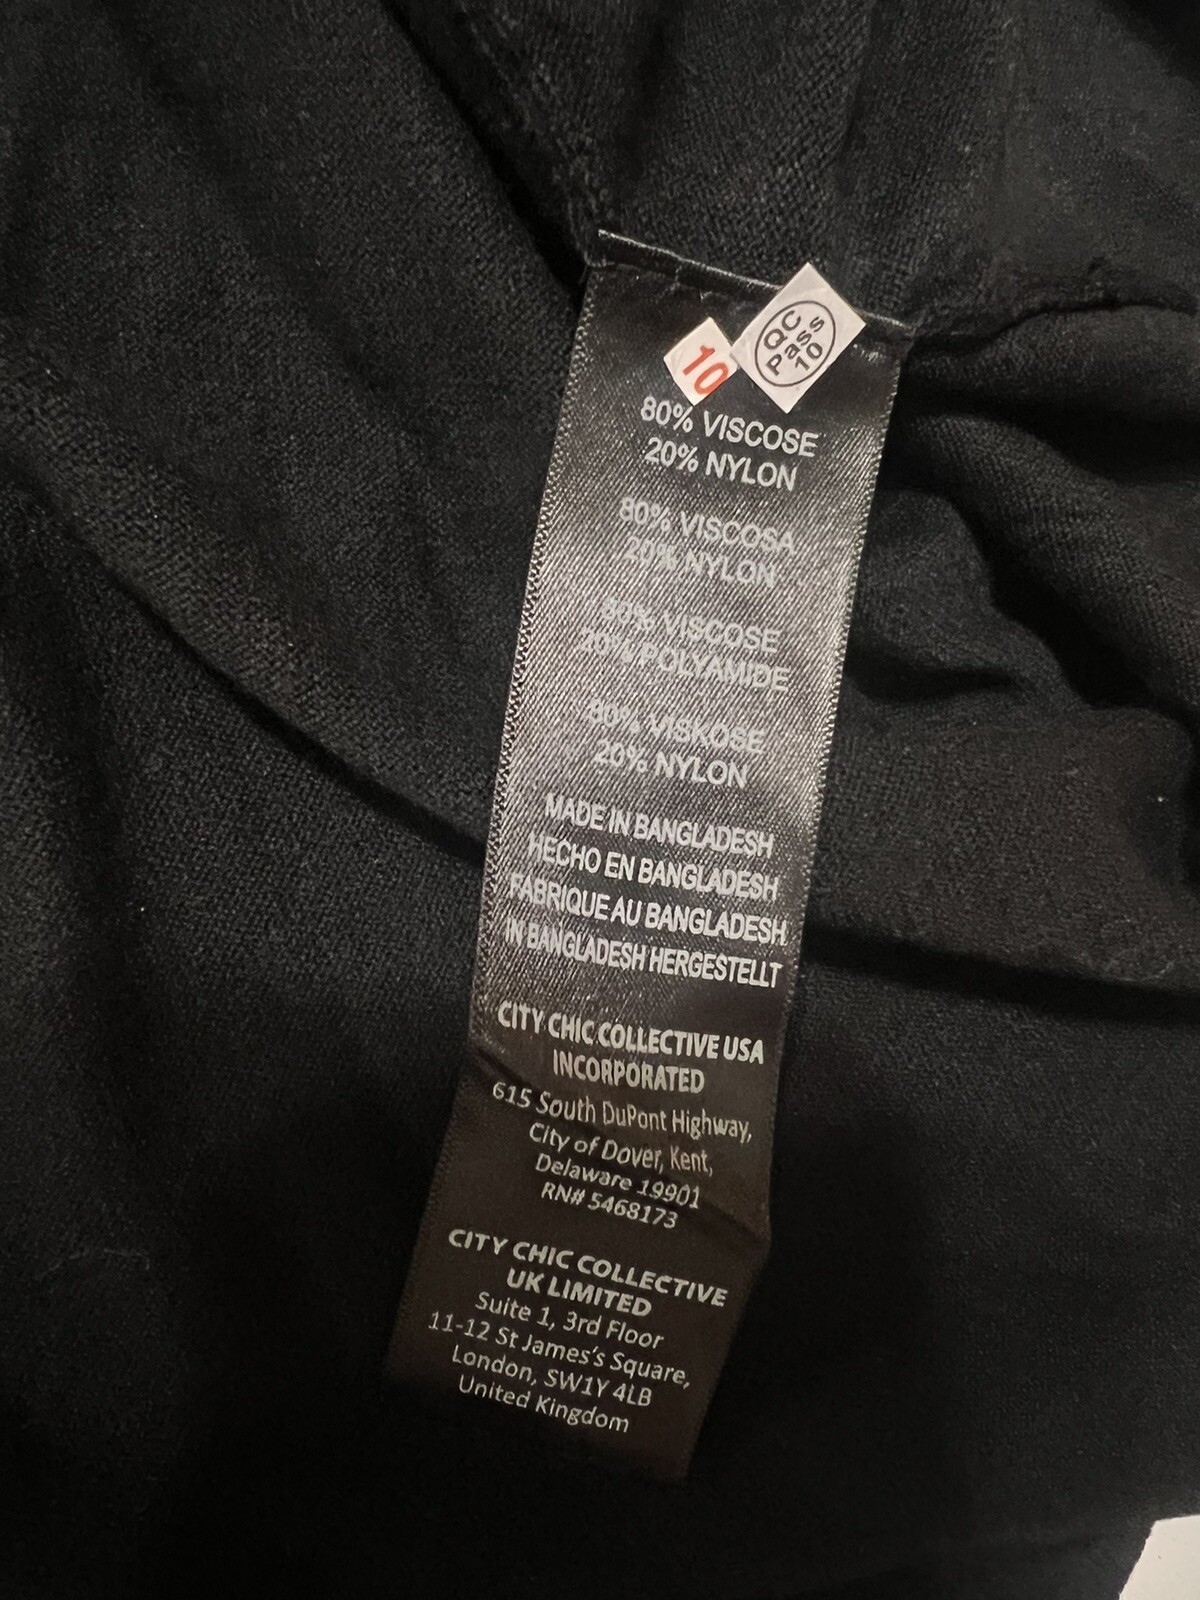 10
QC
Pass
10
80% VISCOSE
20% NYLON
80% VISCOSA
20% NYLON
80% VISCOSE
20% POLYAMIDE
80% VISKOSE
20% NYLON
MADE IN BANGLADESH
HECHO EN BANGLADESH
FABRIQUE AU BANGLADESH
IN BANGLADESH HERGESTELLT
CITY CHIC COLLECTIVE USA
INCORPORATED
615 South DuPont Highway,
City of Dover, Kent,
Delaware 19901
RN# 5468173
CITY CHIC COLLECTIVE
UK LIMITED
Suite 1, 3rd Floor
11-12 St James's Square,
London, SW1Y 4LB
United Kingdom